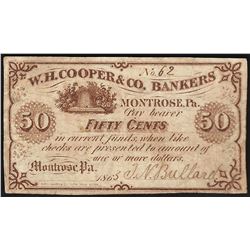 W.H. COOPER & CO. BANKERS
No. 62
MONTROSE, Pa.
Pay bearer
50 FIFTY CENTS 50
in current funds, when like
checks are presented to amount of
one or more dollars.
Montrose Pa.
1865 J. N. Bullard